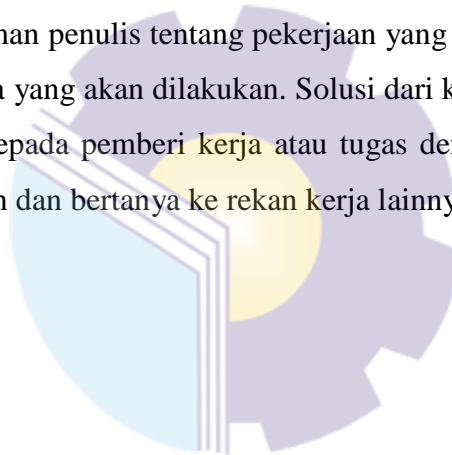 nan penulis tentang pekerjaan yang
a yang akan dilakukan. Solusi dari k
epada pemberi kerja atau tugas de
n dan bertanya ke rekan kerja lainny